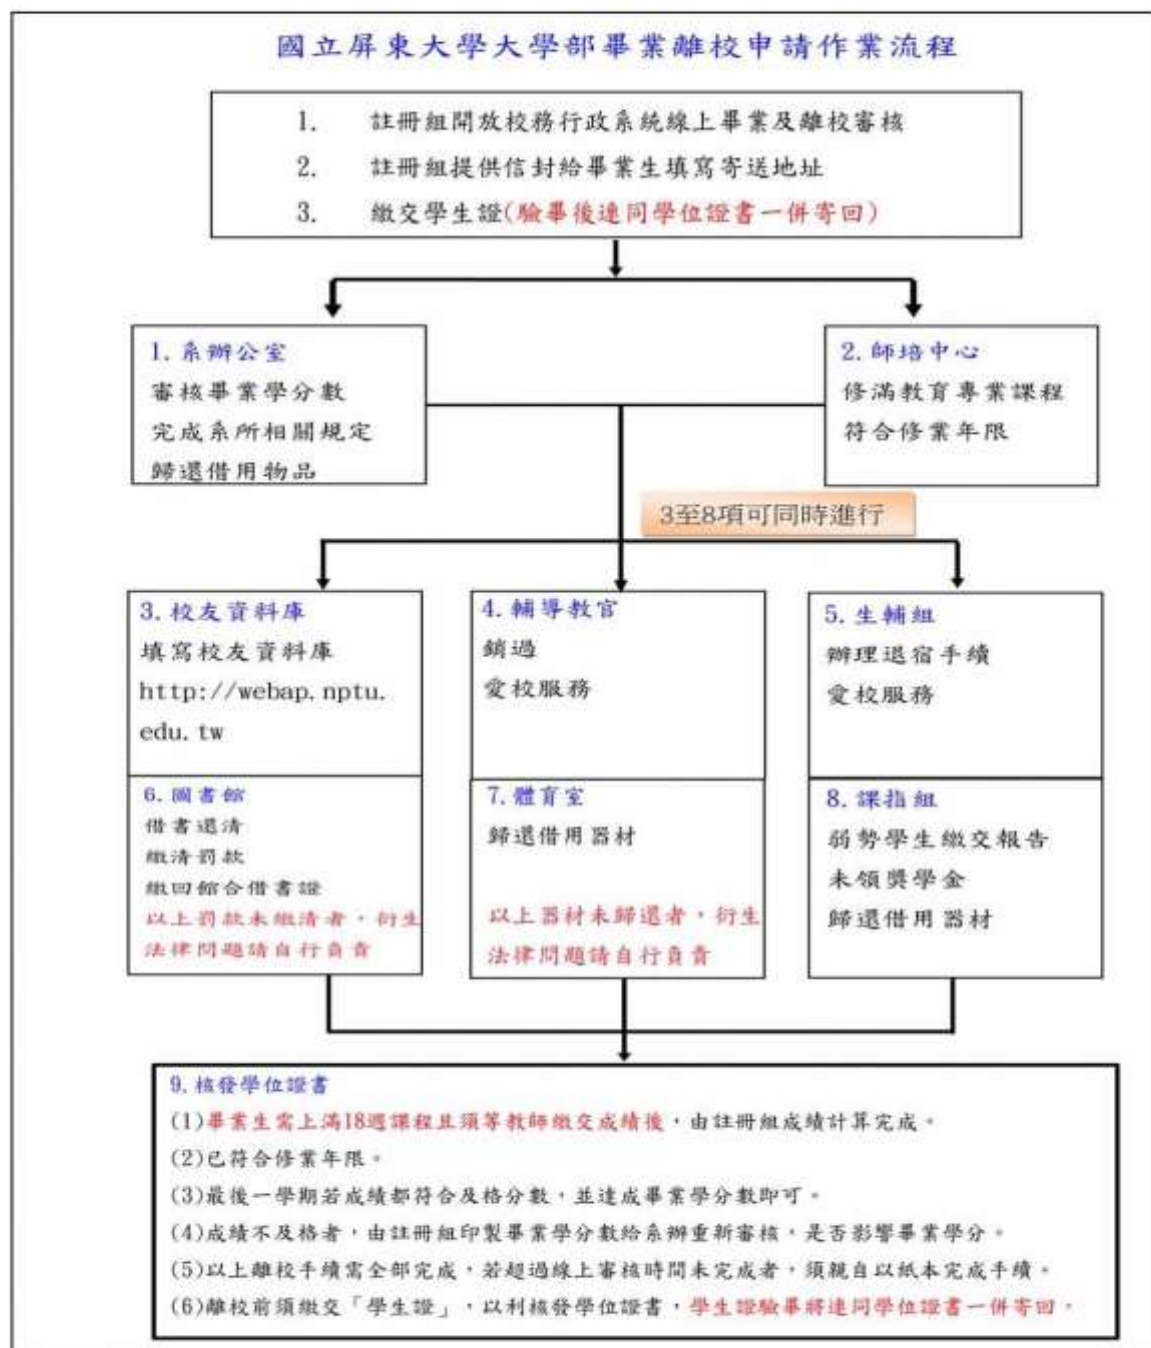 國立屏東大學大學部畢業離校申請作業流程
1. 註冊組開放校務行政系統線上畢業及離校審核
2. 註冊組提供信封給畢業生填寫寄送地址
3. 繳交學生證(驗畢後連同學位證書一併寄回)
1. 系辦公室
審核畢業學分數
完成系所相關規定
歸還借用物品
2. 師培中心
修滿教育專業課程
符合修業年限
3至8項可同時進行
3. 校友資料庫
填寫校友資料庫
http://webap.nptu.
edu.tw
4. 輔導教官
銷過
愛校服務
5. 生輔組
辦理退宿手續
愛校服務
6. 圖書館
借書還清
繳清罰款
繳回館合借書證
以上罰款未繳清者，衍生
法律問題請自行負責
7. 體育室
歸還借用器材
以上器材未歸還者，衍生
法律問題請自行負責
8. 課指組
弱勢學生繳交報告
未領獎學金
歸還借用器材
9. 核發學位證書
(1)畢業生需上滿18週課程且須等教師繳交成績後，由註冊組成績計算完成。
(2)已符合修業年限。
(3)最後一學期若成績都符合及格分數，並達成畢業學分數即可。
(4)成績不及格者，由註冊組印製畢業學分數給系辦重新審核，是否影響畢業學分。
(5)以上離校手續需全部完成，若超過線上審核時間未完成者，須親自以紙本完成手續。
(6)離校前須繳交「學生證」，以利核發學位證書，學生證驗畢將連同學位證書一併寄回。